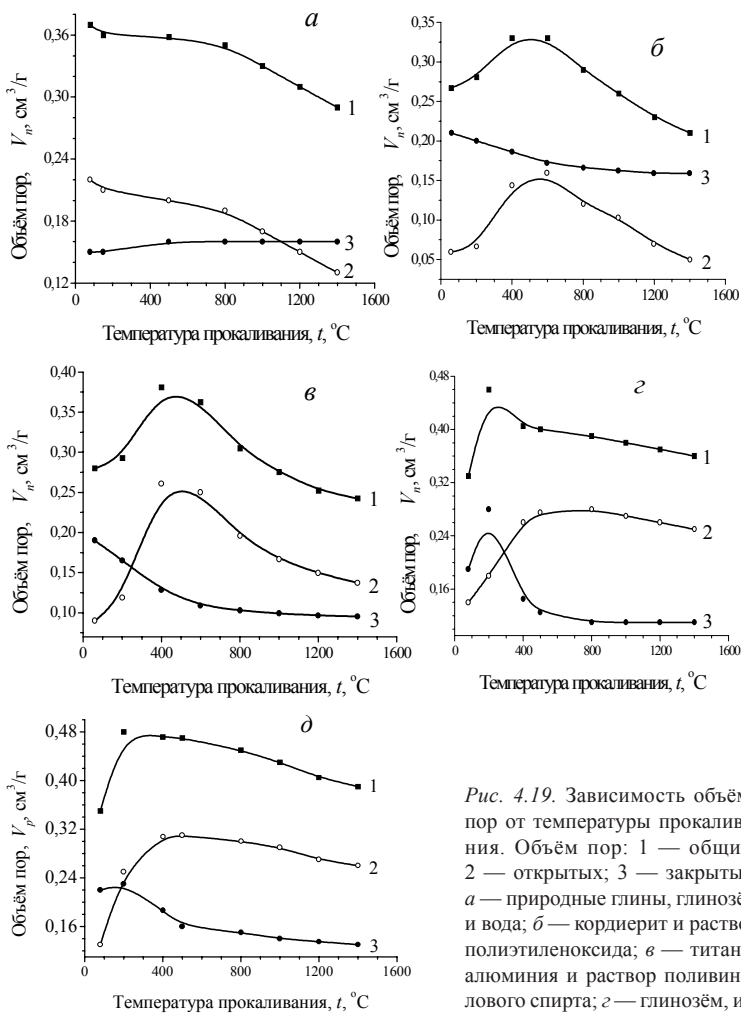 а
Объём пор, Vп, см³/г
0,36
0,30
0,24
0,18
0,12
1
3
2
0 400 800 1200 1600
Температура прокаливания, t, °C
б
Объём пор, Vп, см³/г
0,35
0,30
0,25
0,20
0,15
0,10
0,05
1
3
2
0 400 800 1200 1600
Температура прокаливания, t, °C
в
Объём пор, Vп, см³/г
0,40
0,35
0,30
0,25
0,20
0,15
0,10
1
2
3
0 400 800 1200 1600
Температура прокаливания, t, °C
г
Объём пор, Vп, см³/г
0,48
0,40
0,32
0,24
0,16
1
2
3
0 400 800 1200 1600
Температура прокаливания, t, °C
д
Объём пор, Vp, см³/г
0,48
0,40
0,32
0,24
0,16
1
2
3
0 400 800 1200 1600
Температура прокаливания, t, °C
Рис. 4.19. Зависимость объём
пор от температуры прокалив
ния. Объём пор: 1 — общи
2 — открытых; 3 — закрыты
а — природные глины, глинозё
и вода; б — кордиерит и раство
полиэтиленоксида; в — титан
алюминия и раствор поливин
лового спирта; г — глинозём, и